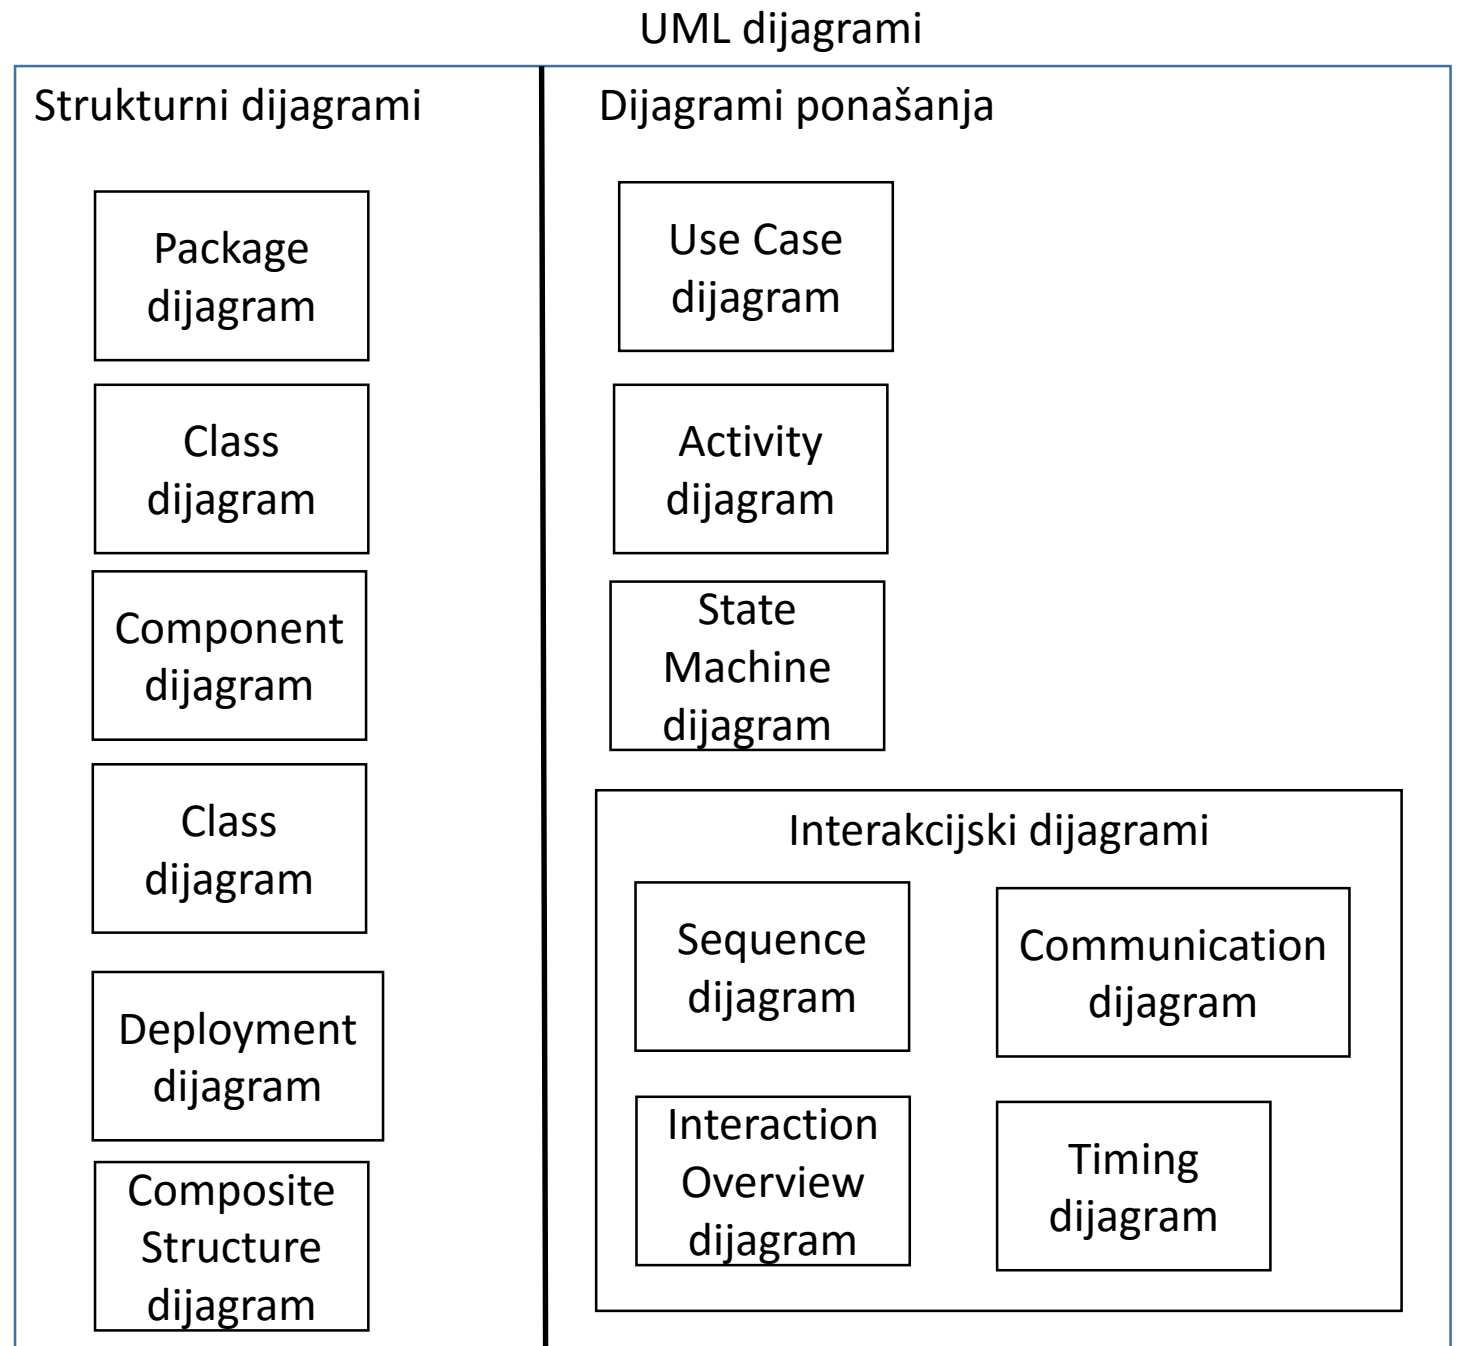 UML dijagrami
Strukturni dijagrami
Package
dijagram
Class
dijagram
Component
dijagram
Class
dijagram
Deployment
dijagram
Composite
Structure
dijagram
Dijagrami ponašanja
Use Case
dijagram
Activity
dijagram
State
Machine
dijagram
Interakcijski dijagrami
Sequence
dijagram
Communication
dijagram
Interaction
Overview
dijagram
Timing
dijagram